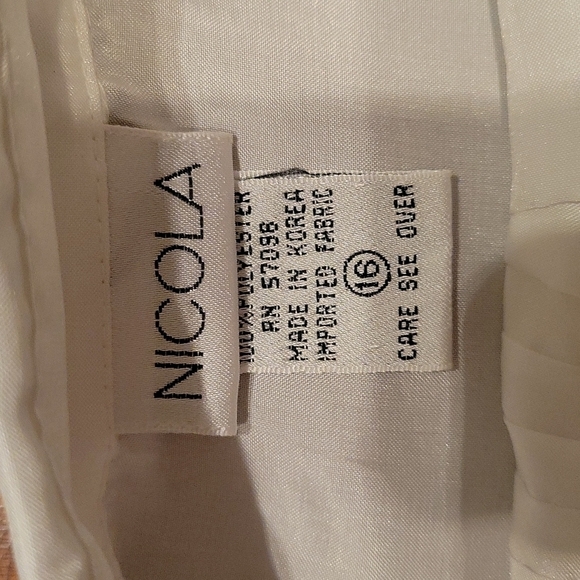 NICOLA
100% POLYESTER
RN 57098
MADE IN KOREA
IMPORTED FABRIC
16
CARE SEE OVER